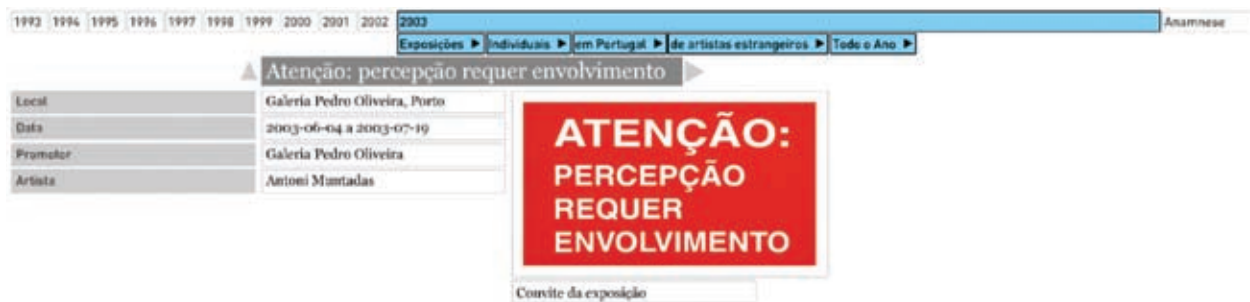 1993 1994 1995 1996 1997 1998 1999 2000 2001 2002 2003 Anamnese
Exposições ▶ Individuais ▶ em Portugal ▶ de artistas estrangeiros ▶ Todo o Ano ▶
Atenção: percepção requer envolvimento
Local Galeria Pedro Oliveira, Porto
Data 2003-06-04 a 2003-07-19
Promotor Galeria Pedro Oliveira
Artista Antoni Muntadas
ATENÇÃO:
PERCEPÇÃO
REQUER
ENVOLVIMENTO
Convite da exposição